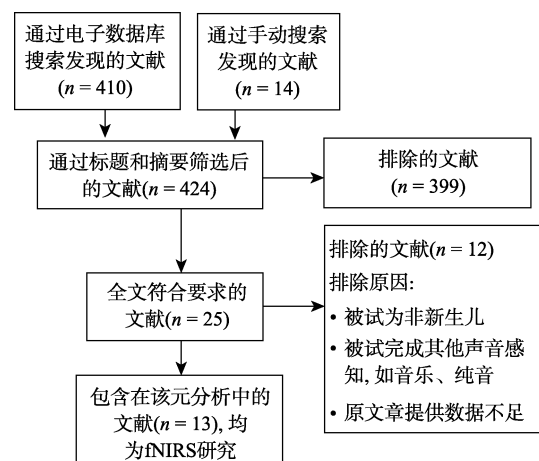 通过电子数据库
搜索发现的文献
(n = 410)
通过手动搜索
发现的文献
(n = 14)
通过标题和摘要筛选后
的文献(n = 424)
排除的文献
(n = 399)
全文符合要求的
文献(n = 25)
排除的文献(n = 12)
排除原因:
• 被试为非新生儿
• 被试完成其他声音感
知, 如音乐、纯音
• 原文章提供数据不足
包含在该元分析中的
文献(n = 13), 均
为fNIRS研究